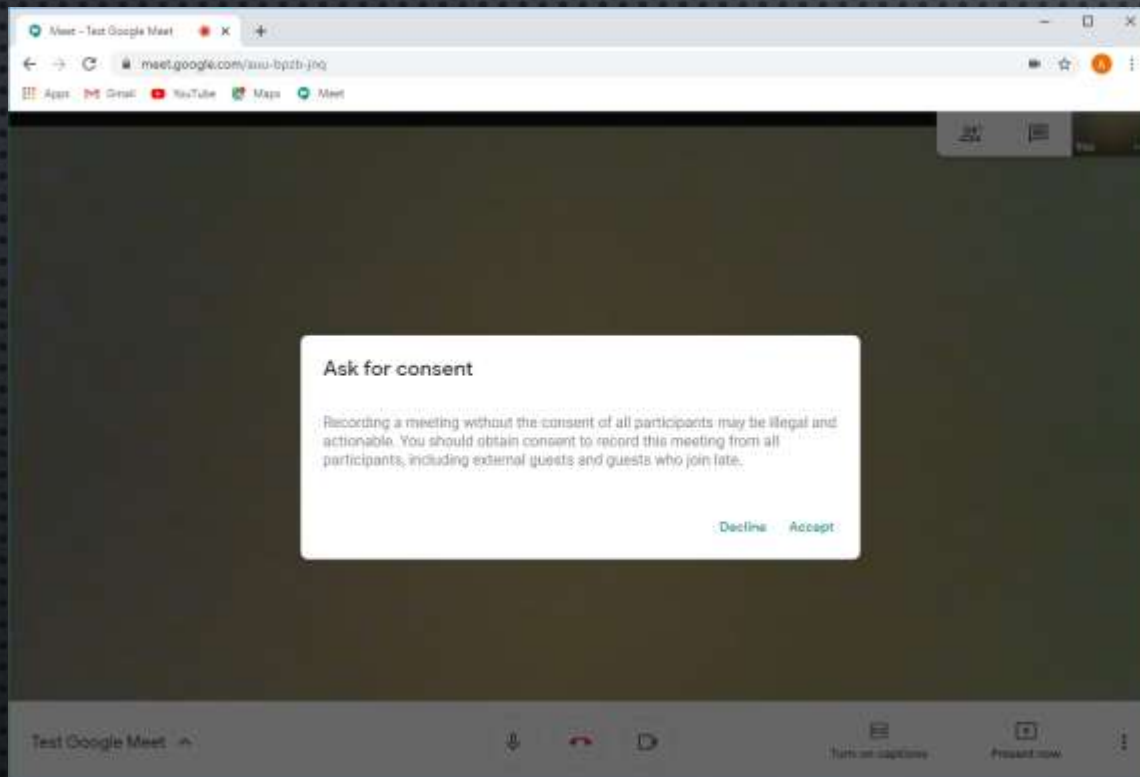 Meet - Test Google Meet
meet.google.com/
Apps Gmail YouTube Maps Meet
You
Ask for consent
Recording a meeting without the consent of all participants may be illegal and
actionable. You should obtain consent to record this meeting from all
participants, including external guests and guests who join late.
Decline Accept
Test Google Meet
Turn on captions
Present now